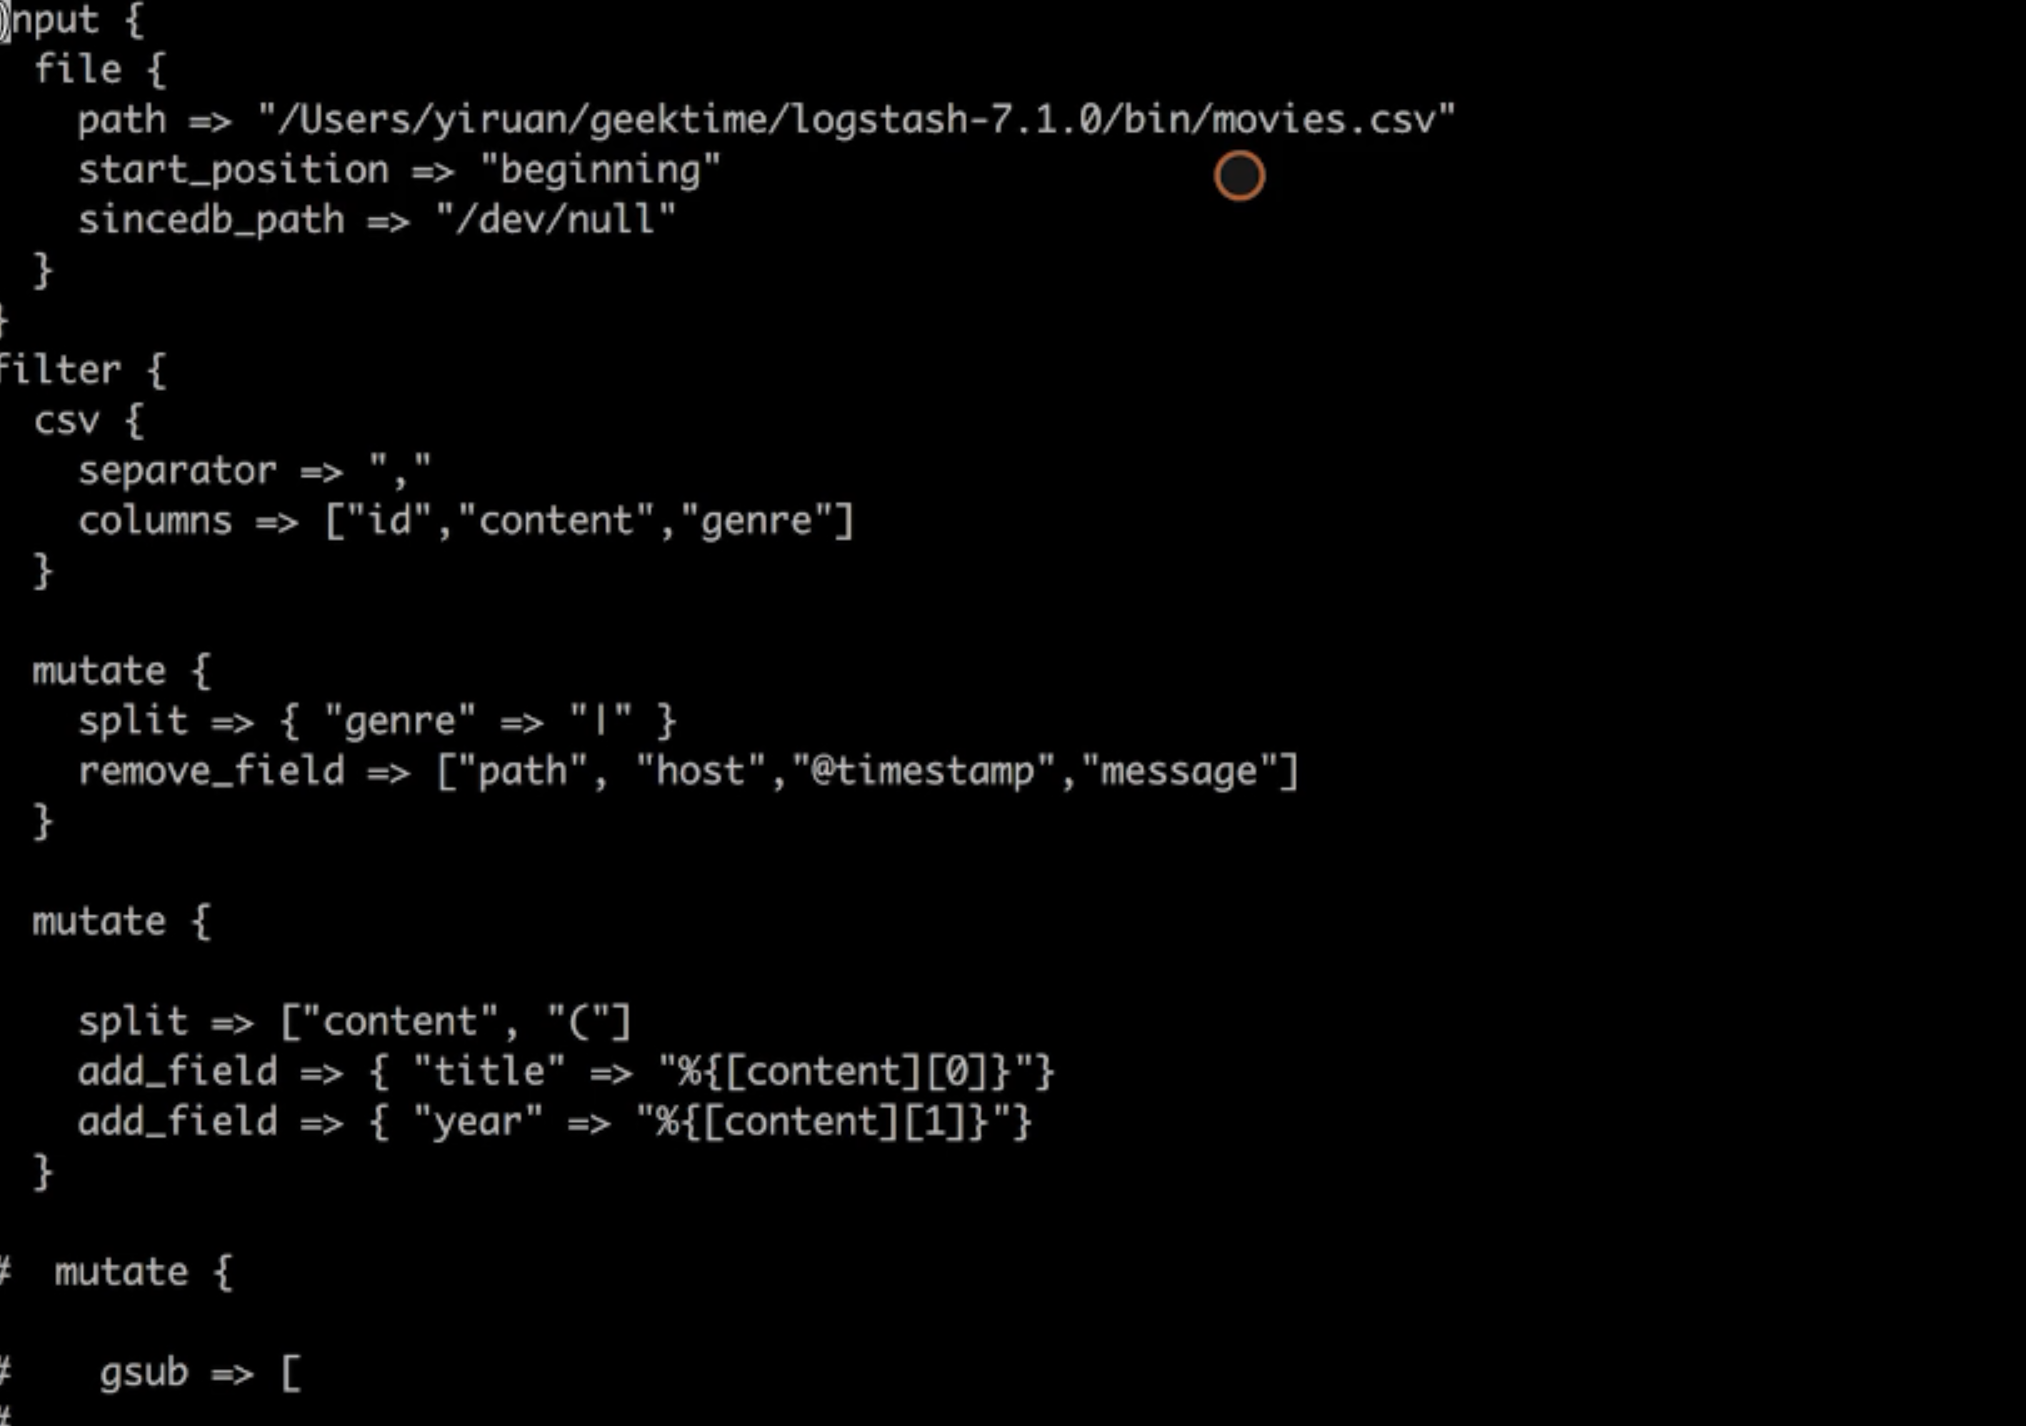 input {
  file {
    path => "/Users/yiruan/geektime/logstash-7.1.0/bin/movies.csv"
    start_position => "beginning"
    sincedb_path => "/dev/null"
  }
}
filter {
  csv {
    separator => ","
    columns => ["id","content","genre"]
  }

  mutate {
    split => { "genre" => "|" }
    remove_field => ["path", "host","@timestamp","message"]
  }

  mutate {

    split => ["content", "("]
    add_field => { "title" => "%{[content][0]}"}
    add_field => { "year" => "%{[content][1]}"}
  }

#  mutate {

#    gsub => [
#